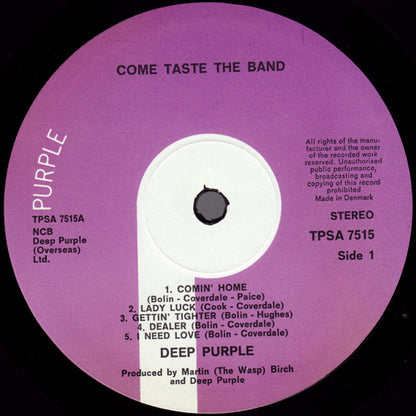 COME TASTE THE BAND
PURPLE
TPSA 7515A
NCB
Deep Purple
(Overseas)
Ltd.
All rights of the manu-
facturer and the owner
of the recorded work
reserved. Unauthorised
public performance,
broadcasting and
copying of this record
prohibited
Made in Denmark
STEREO
TPSA 7515
Side 1
1. COMIN' HOME
(Bolin - Coverdale - Paice)
2. LADY LUCK (Cook - Coverdale)
3. GETTIN' TIGHTER (Bolin - Hughes)
4. DEALER (Bolin - Coverdale)
5. I NEED LOVE (Bolin - Coverdale)
DEEP PURPLE
Produced by Martin (The Wasp) Birch
and Deep Purple